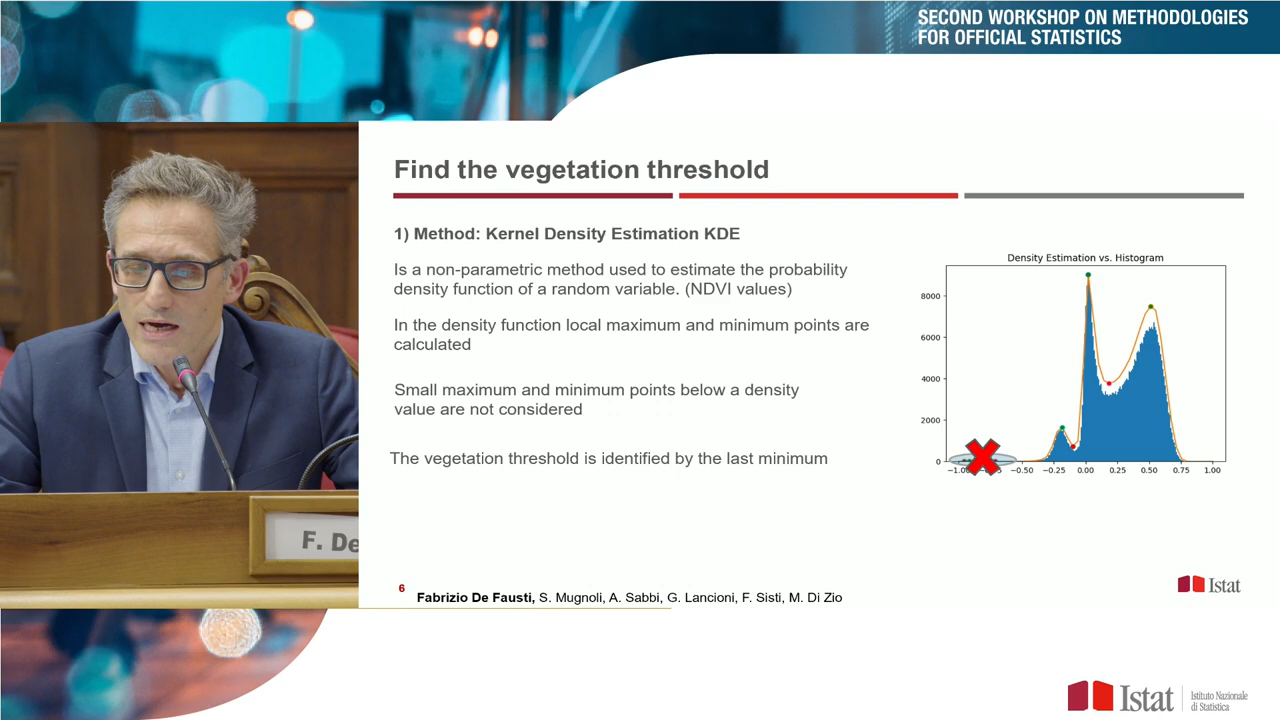 SECOND WORKSHOP ON METHODOLOGIES
FOR OFFICIAL STATISTICS
Find the vegetation threshold
1) Method: Kernel Density Estimation KDE
Is a non-parametric method used to estimate the probability
density function of a random variable. (NDVI values)
In the density function local maximum and minimum points are
calculated
Small maximum and minimum points below a density
value are not considered
The vegetation threshold is identified by the last minimum
Density Estimation vs. Histogram
8000
6000
4000
2000
0
−0.50 −0.25 0.00 0.25 0.50 0.75 1.00
F. De
6
Fabrizio De Fausti, S. Mugnoli, A. Sabbi, G. Lancioni, F. Sisti, M. Di Zio
Istat
Istat
Istituto Nazionale
di Statistica